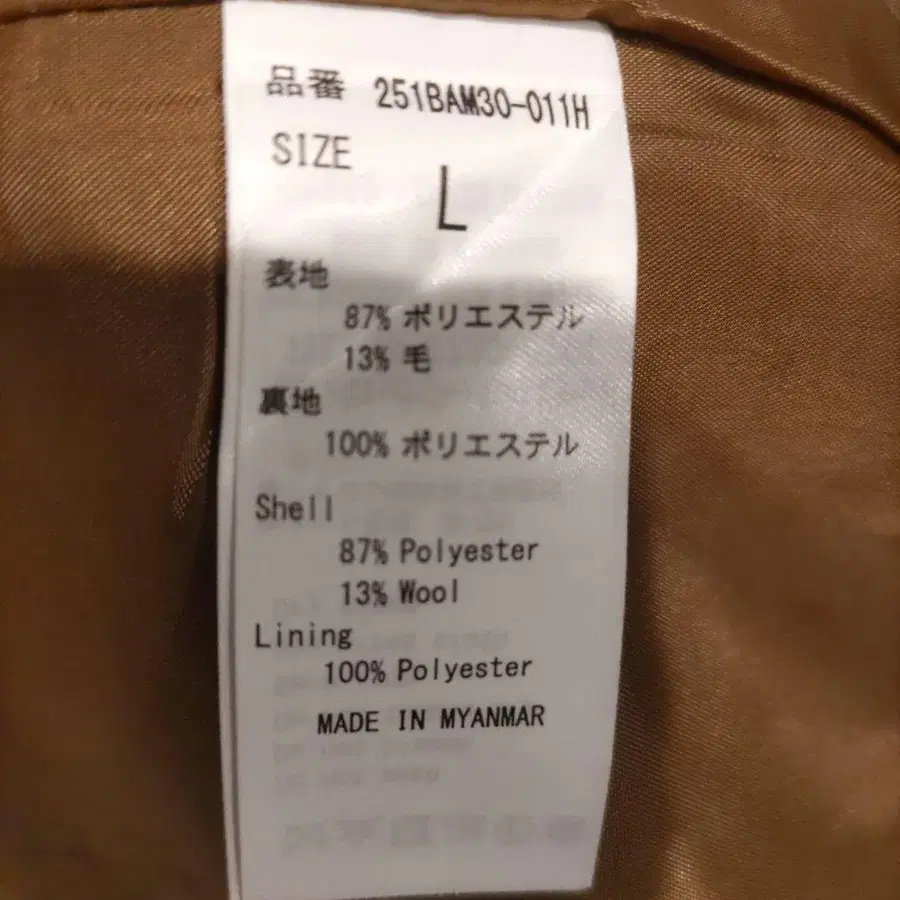 品番 251BAM30-011H
SIZE
L
表地
87% ポリエステル
13% 毛
裏地
100% ポリエステル
Shell
87% Polyester
13% Wool
Lining
100% Polyester
MADE IN MYANMAR